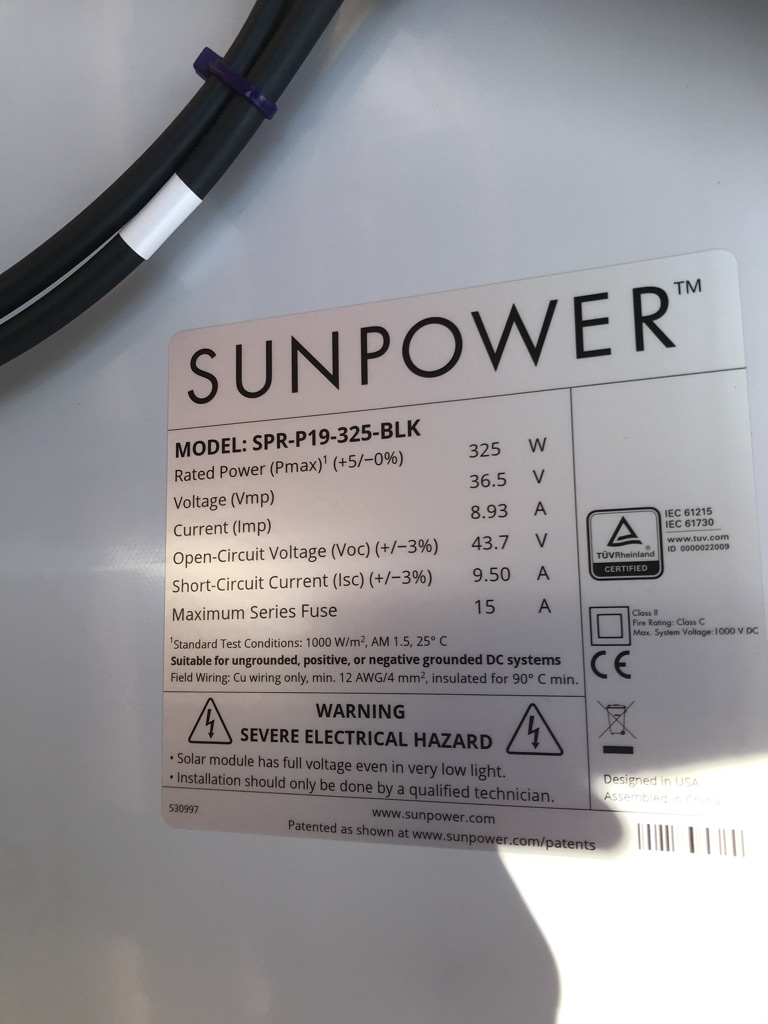 SUNPOWER™
MODEL: SPR-P19-325-BLK
Rated Power (Pmax)¹ (+5/−0%) 325 W
Voltage (Vmp) 36.5 V
Current (Imp) 8.93 A
Open-Circuit Voltage (Voc) (+/−3%) 43.7 V
Short-Circuit Current (Isc) (+/−3%) 9.50 A
Maximum Series Fuse 15 A
¹Standard Test Conditions: 1000 W/m², AM 1.5, 25° C
Suitable for ungrounded, positive, or negative grounded DC systems
Field Wiring: Cu wiring only, min. 12 AWG/4 mm², insulated for 90° C min.
WARNING
SEVERE ELECTRICAL HAZARD
• Solar module has full voltage even in very low light.
• Installation should only be done by a qualified technician.
530997
www.sunpower.com
Patented as shown at www.sunpower.com/patents
TÜVRheinland®
CERTIFIED
IEC 61215
IEC 61730
www.tuv.com
ID 0000022009
Class II
Fire Rating: Class C
Max. System Voltage: 1000 V DC
CE
Designed in USA
Assembled in China